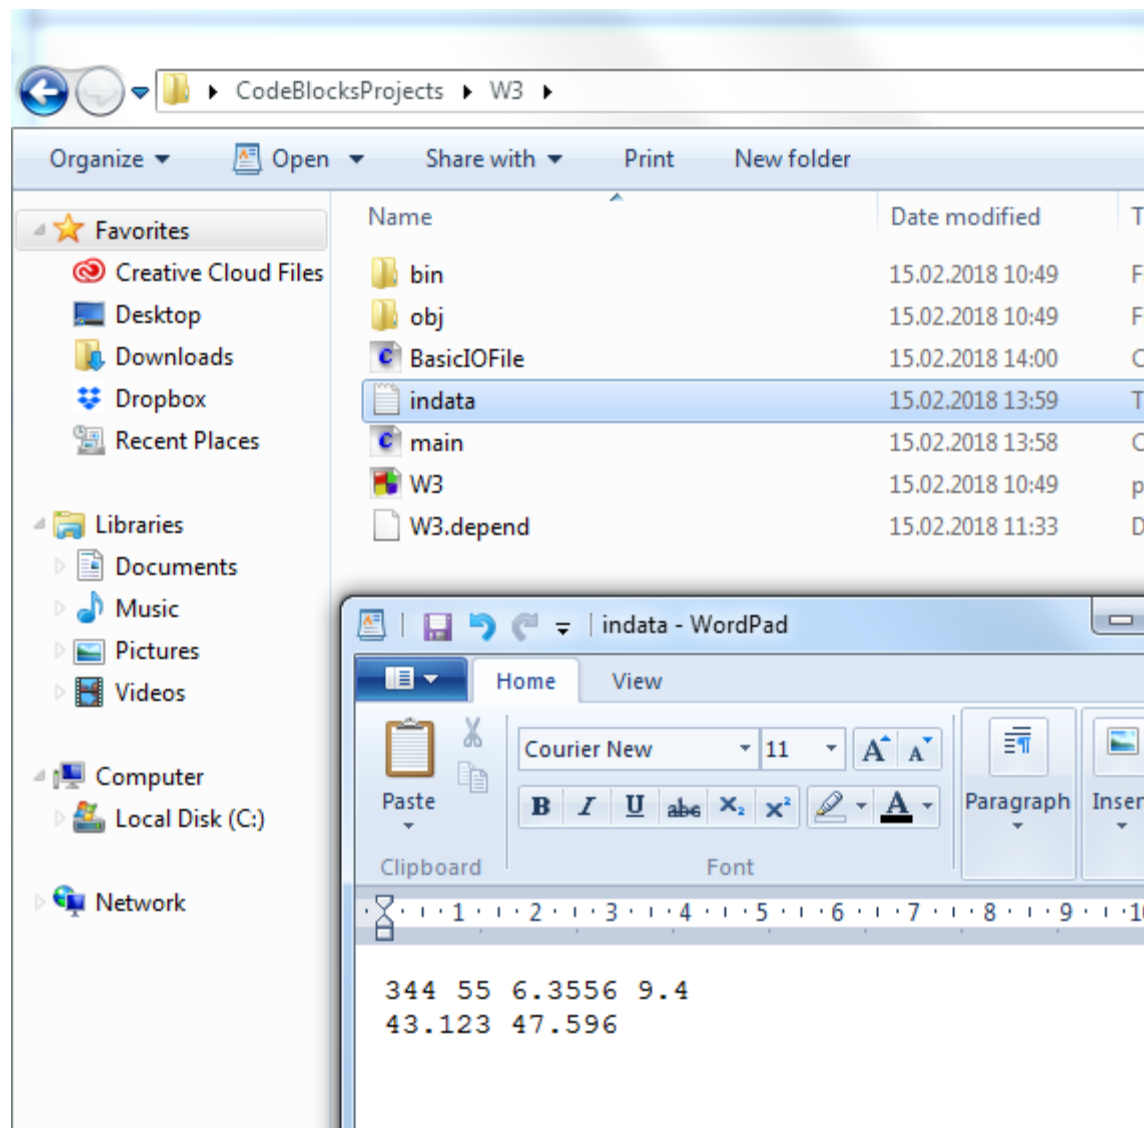 CodeBlocksProjects W3
Organize Open Share with Print New folder
Favorites
Creative Cloud Files
Desktop
Downloads
Dropbox
Recent Places
Libraries
Documents
Music
Pictures
Videos
Computer
Local Disk (C:)
Network
Name Date modified T
bin 15.02.2018 10:49 F
obj 15.02.2018 10:49 F
BasicIOFile 15.02.2018 14:00 C
indata 15.02.2018 13:59 T
main 15.02.2018 13:58 C
W3 15.02.2018 10:49 p
W3.depend 15.02.2018 11:33 D
indata - WordPad
Home View
Courier New 11 A A
Paste B I U abc X₂ X² A Paragraph Inser
Clipboard Font
1 2 3 4 5 6 7 8 9 10
344 55 6.3556 9.4
43.123 47.596